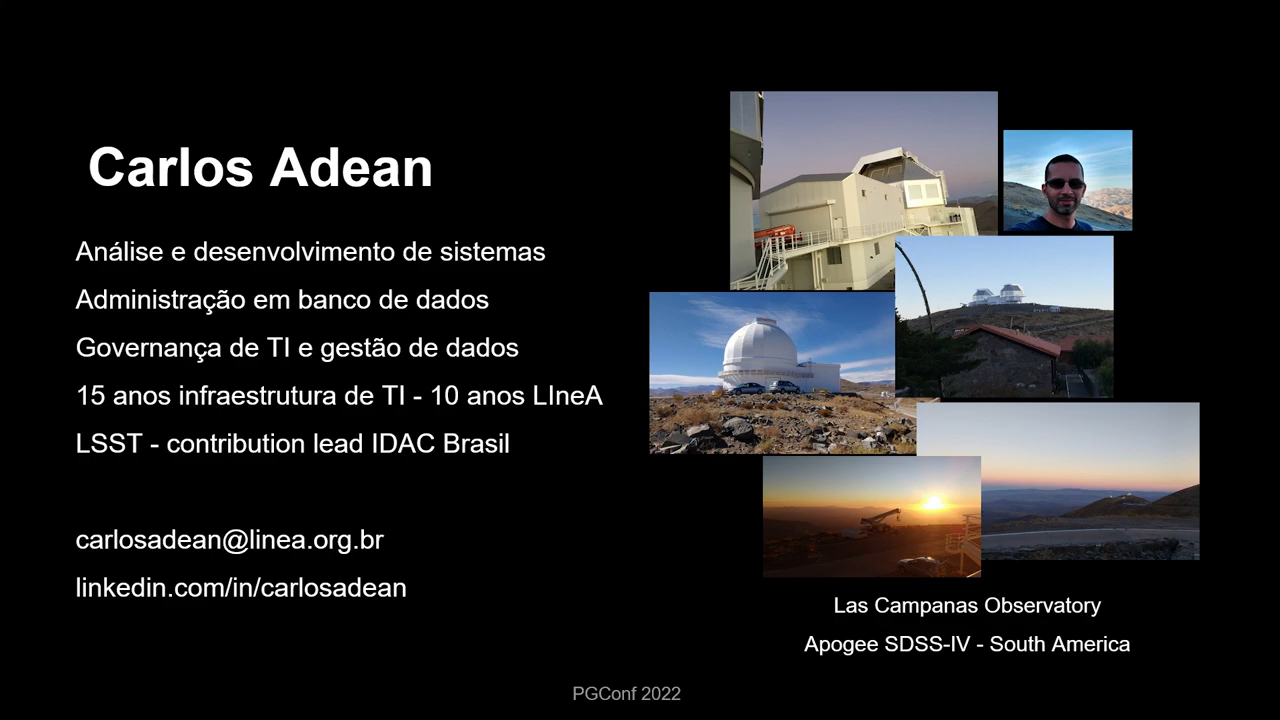 Carlos Adean
Análise e desenvolvimento de sistemas
Administração em banco de dados
Governança de TI e gestão de dados
15 anos infraestrutura de TI - 10 anos LIneA
LSST - contribution lead IDAC Brasil
carlosadean@linea.org.br
linkedin.com/in/carlosadean
Las Campanas Observatory
Apogee SDSS-IV - South America
PGConf 2022